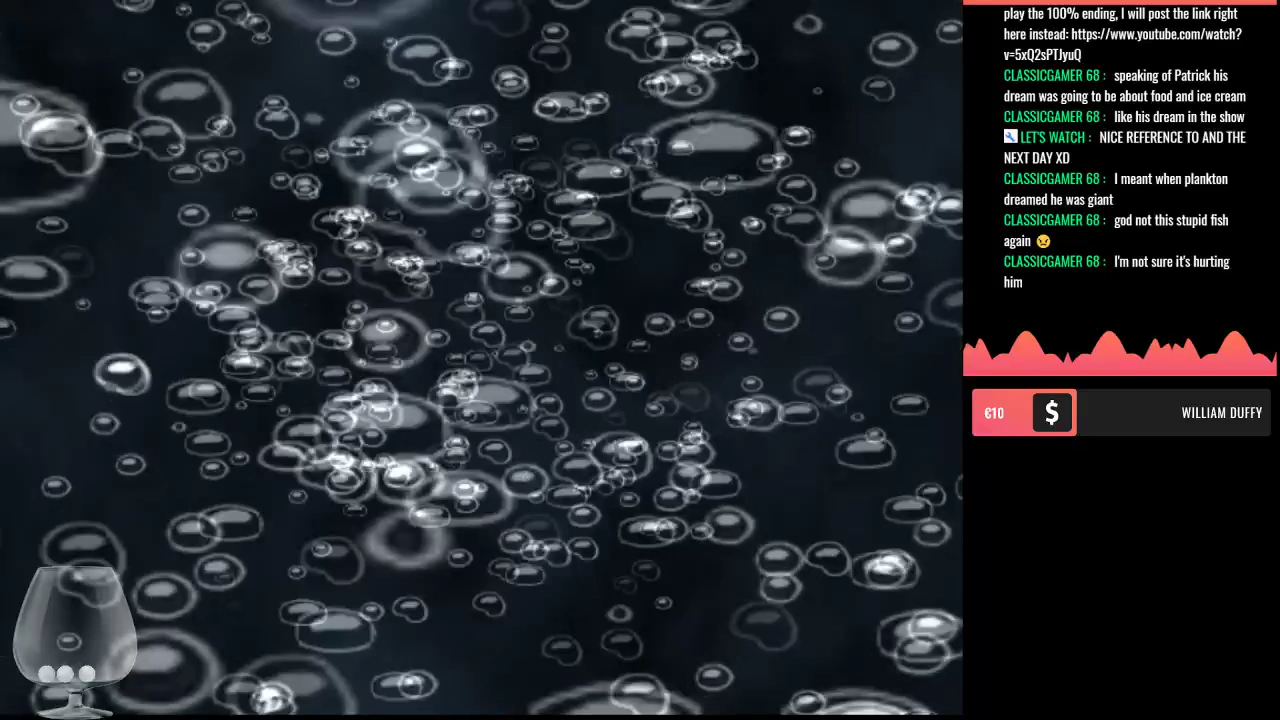 play the 100% ending, I will post the link right
here instead: https://www.youtube.com/watch?
v=5xQ2sPTJyuQ
CLASSICGAMER 68 : speaking of Patrick his
dream was going to be about food and ice cream
CLASSICGAMER 68 : like his dream in the show
LET'S WATCH : NICE REFERENCE TO AND THE
NEXT DAY XD
CLASSICGAMER 68 : I meant when plankton
dreamed he was giant
CLASSICGAMER 68 : god not this stupid fish
again 😠
CLASSICGAMER 68 : I'm not sure it's hurting
him
€10 $ WILLIAM DUFFY